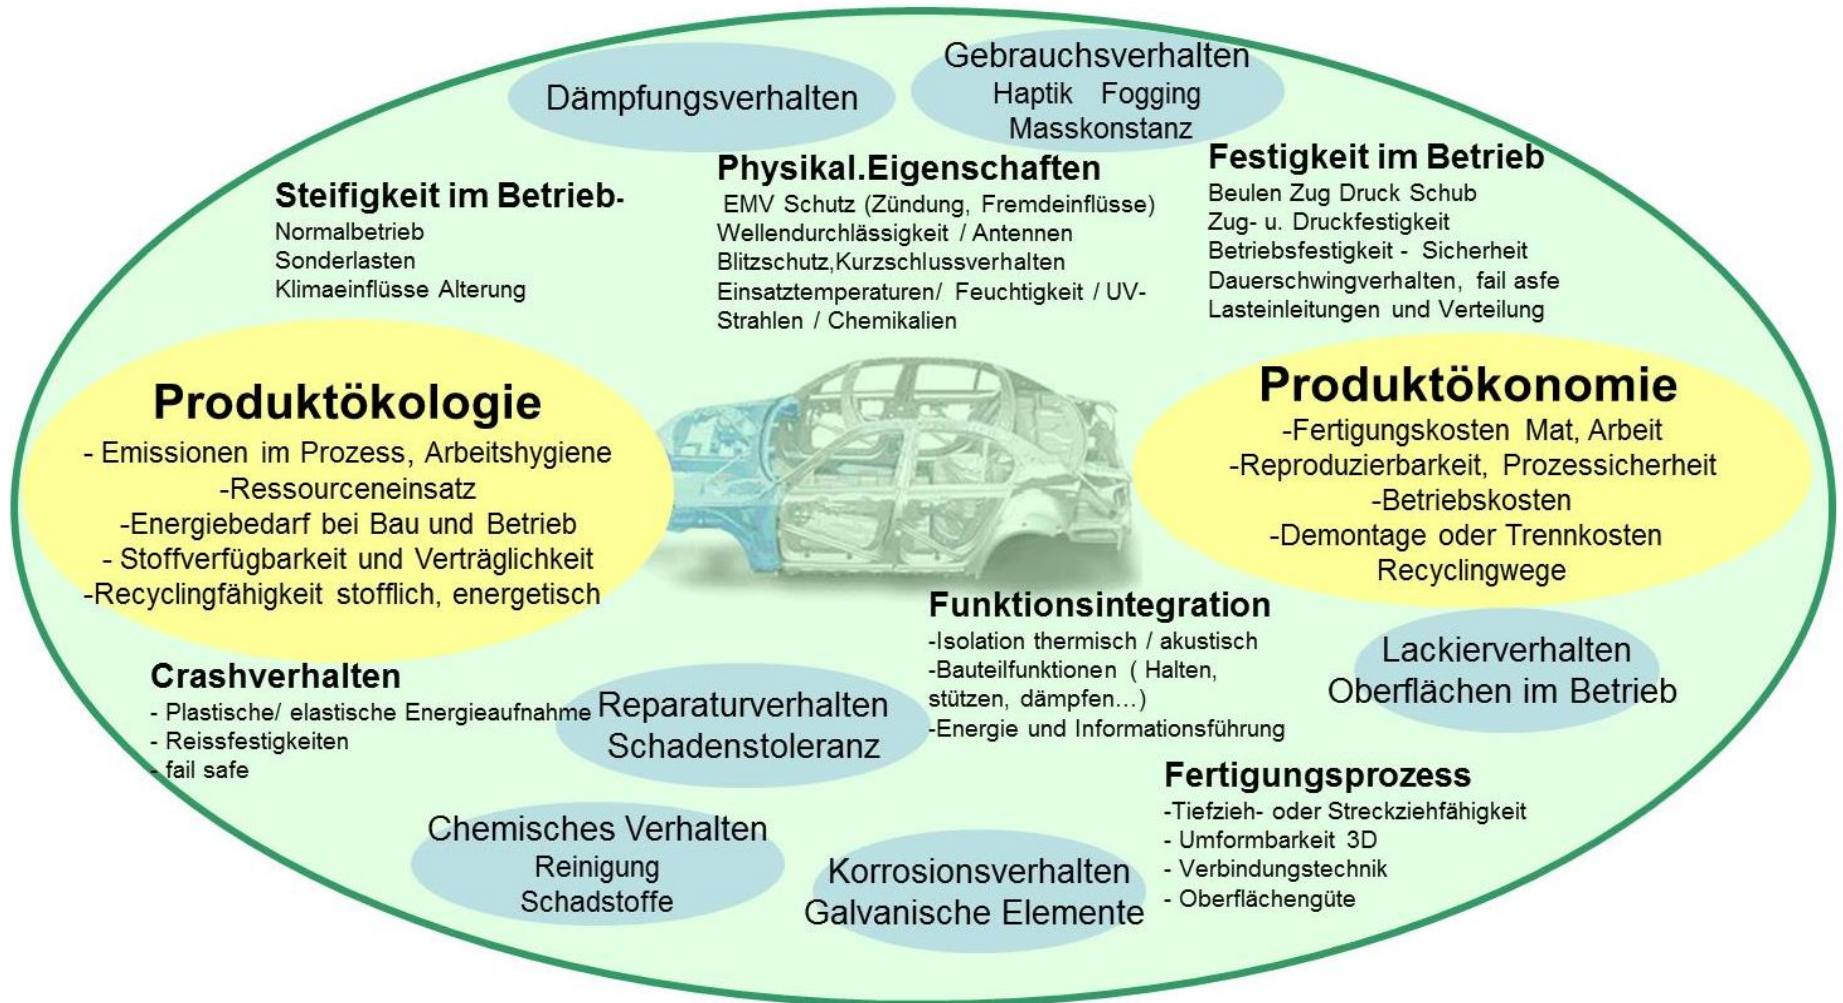 Dämpfungsverhalten
Gebrauchsverhalten
Haptik Fogging
Masskonstanz
Steifigkeit im Betrieb-
Normalbetrieb
Sonderlasten
Klimaeinflüsse Alterung
Physikal.Eigenschaften
EMV Schutz (Zündung, Fremdeinflüsse)
Wellendurchlässigkeit / Antennen
Blitzschutz,Kurzschlussverhalten
Einsatztemperaturen/ Feuchtigkeit / UV-
Strahlen / Chemikalien
Festigkeit im Betrieb
Beulen Zug Druck Schub
Zug- u. Druckfestigkeit
Betriebsfestigkeit - Sicherheit
Dauerschwingverhalten, fail asfe
Lasteinleitungen und Verteilung
Produktökologie
- Emissionen im Prozess, Arbeitshygiene
-Ressourceneinsatz
-Energiebedarf bei Bau und Betrieb
- Stoffverfügbarkeit und Verträglichkeit
-Recyclingfähigkeit stofflich, energetisch
Produktökonomie
-Fertigungskosten Mat, Arbeit
-Reproduzierbarkeit, Prozessicherheit
-Betriebskosten
-Demontage oder Trennkosten
Recyclingwege
Crashverhalten
- Plastische/ elastische Energieaufnahme
- Reissfestigkeiten
- fail safe
Reparaturverhalten
Schadenstoleranz
Funktionsintegration
-Isolation thermisch / akustisch
-Bauteilfunktionen ( Halten,
stützen, dämpfen...)
-Energie und Informationsführung
Lackierverhalten
Oberflächen im Betrieb
Chemisches Verhalten
Reinigung
Schadstoffe
Korrosionsverhalten
Galvanische Elemente
Fertigungsprozess
-Tiefzieh- oder Streckziehfähigkeit
- Umformbarkeit 3D
- Verbindungstechnik
- Oberflächengüte